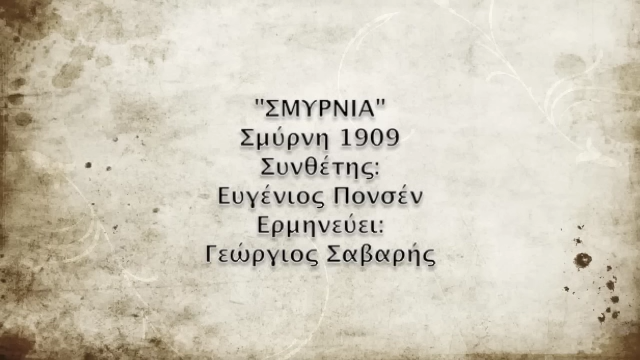 "ΣΜΥΡΝΙΑ"
Σμύρνη 1909
Συνθέτης:
Ευγένιος Πονσέν
Ερμηνεύει:
Γεώργιος Σαβαρής